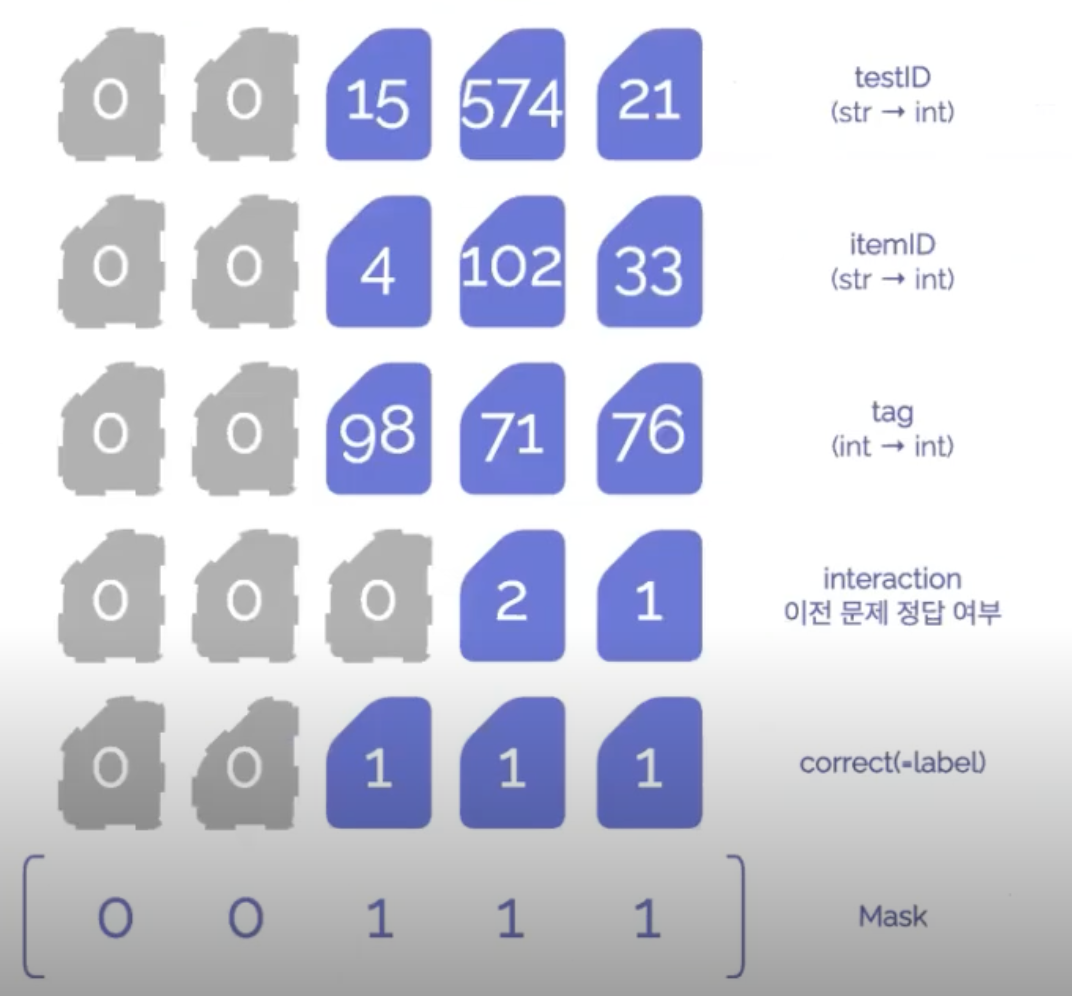 0 0 15 574 21 testID
(str → int)
0 0 4 102 33 itemID
(str → int)
0 0 98 71 76 tag
(int → int)
0 0 0 2 1 interaction
이전 문제 정답 여부
0 0 1 1 1 correct(=label)
[ 0 0 1 1 1 ] Mask